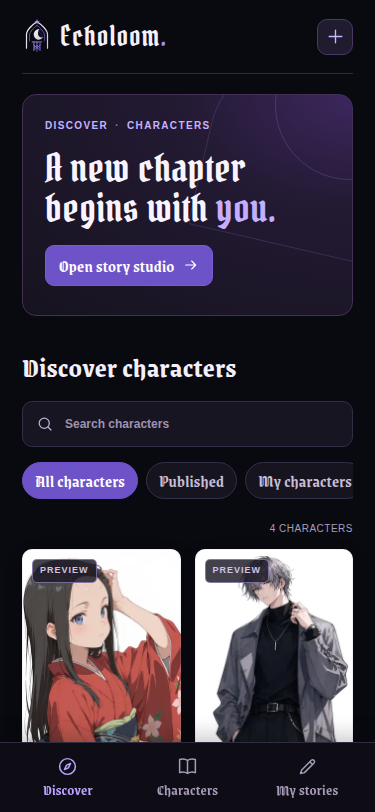 Echoloom.
DISCOVER · CHARACTERS
A new chapter
begins with you.
Open story studio →
Discover characters
Search characters
All characters
Published
My characters
4 CHARACTERS
PREVIEW
PREVIEW
Discover
Characters
My stories